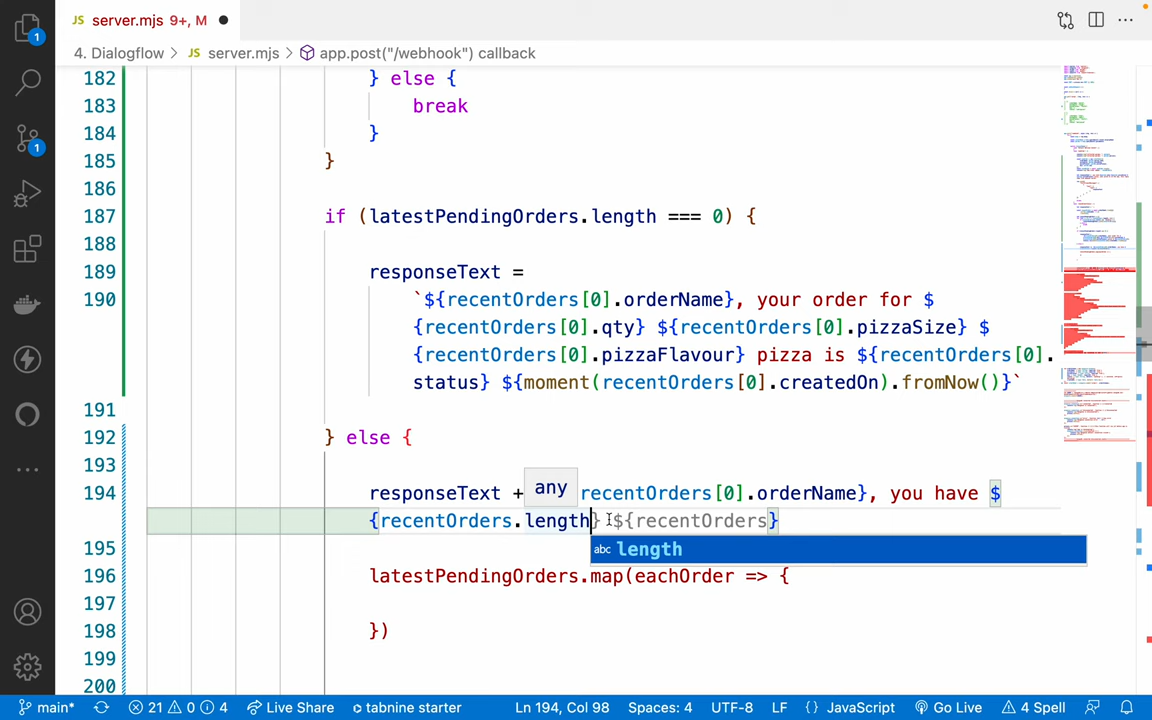 1
JS server.mjs 9+, M
4. Dialogflow > JS server.mjs > app.post("/webhook") callback
182 } else {
183 break
184 }
185 }
186
187 if (latestPendingOrders.length === 0) {
188
189 responseText =
190 `${recentOrders[0].orderName}, your order for $
{recentOrders[0].qty} ${recentOrders[0].pizzaSize} $
{recentOrders[0].pizzaFlavour} pizza is ${recentOrders[0].
status} ${moment(recentOrders[0].createdOn).fromNow()}`
191
192 } else {
193
any
194 responseText + recentOrders[0].orderName}, you have $
{recentOrders.length} ${recentOrders}
195 abc length
196 latestPendingOrders.map(eachOrder => {
197
198 })
199
200
1
main* 21 0 4 Live Share tabnine starter Ln 194, Col 98 Spaces: 4 UTF-8 LF {} JavaScript Go Live 4 Spell